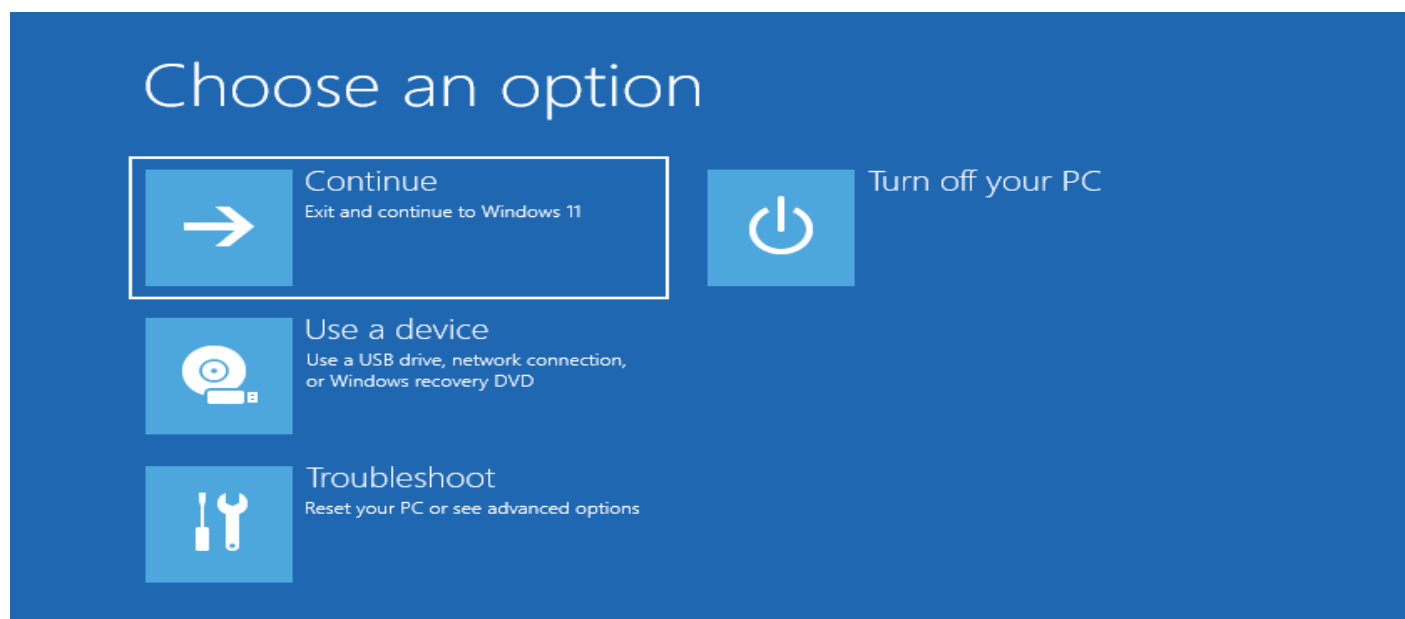 Choose an option
Continue
Exit and continue to Windows 11
Turn off your PC
Use a device
Use a USB drive, network connection,
or Windows recovery DVD
Troubleshoot
Reset your PC or see advanced options